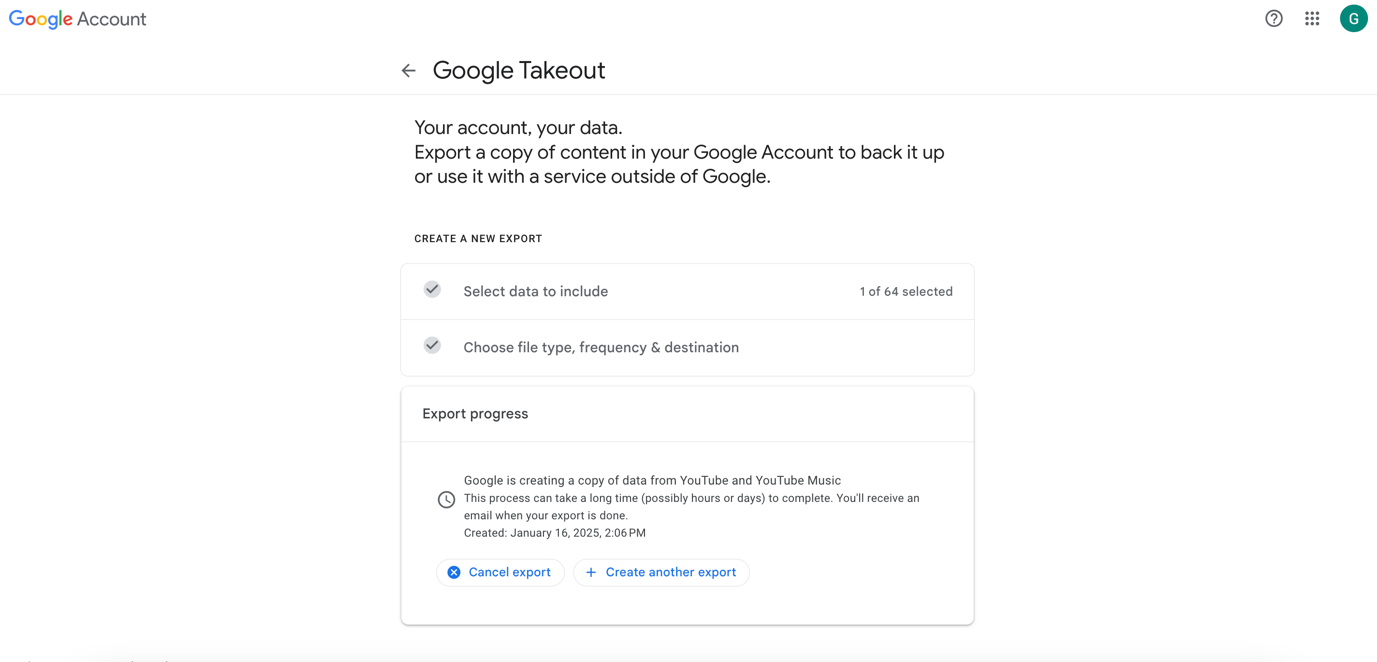 Google Account
G
Google Takeout
Your account, your data.
Export a copy of content in your Google Account to back it up
or use it with a service outside of Google.
CREATE A NEW EXPORT
Select data to include
1 of 64 selected
Choose file type, frequency & destination
Export progress
Google is creating a copy of data from YouTube and YouTube Music
This process can take a long time (possibly hours or days) to complete. You'll receive an
email when your export is done.
Created: January 16, 2025, 2:06 PM
Cancel export
Create another export